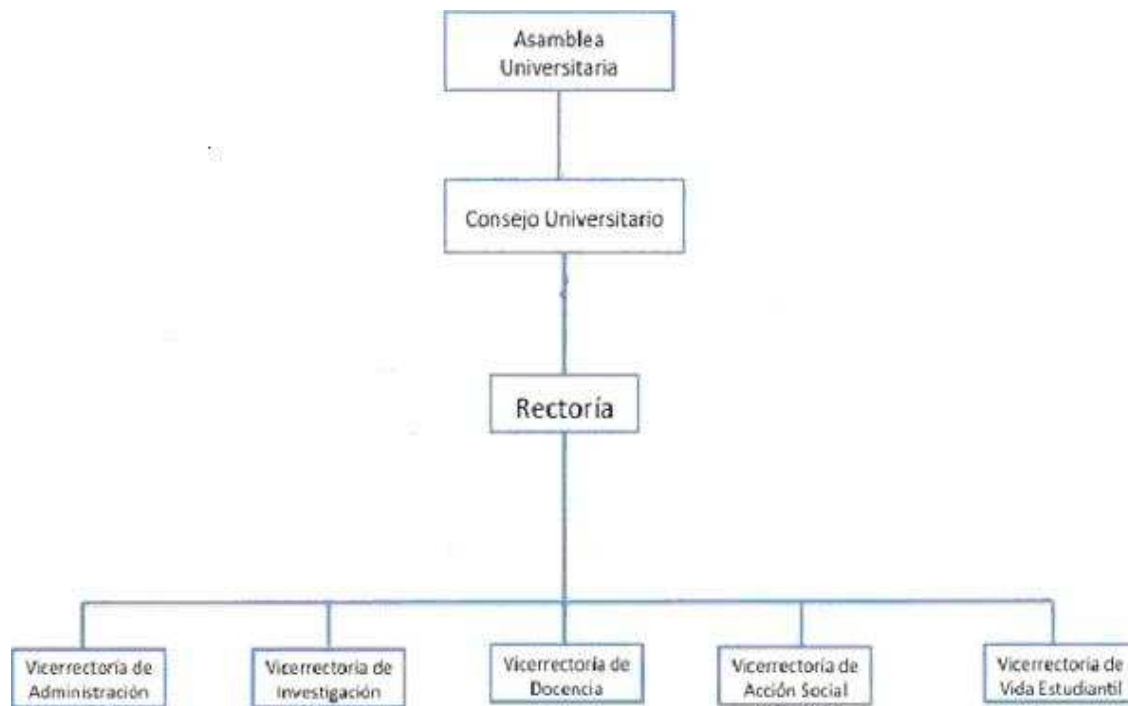 Asamblea
Universitaria
Consejo Universitario
Rectoría
Vicerrectoría de
Administración
Vicerrectoría de
Investigación
Vicerrectoría de
Docencia
Vicerrectoría de
Acción Social
Vicerrectoría de
Vida Estudiantil